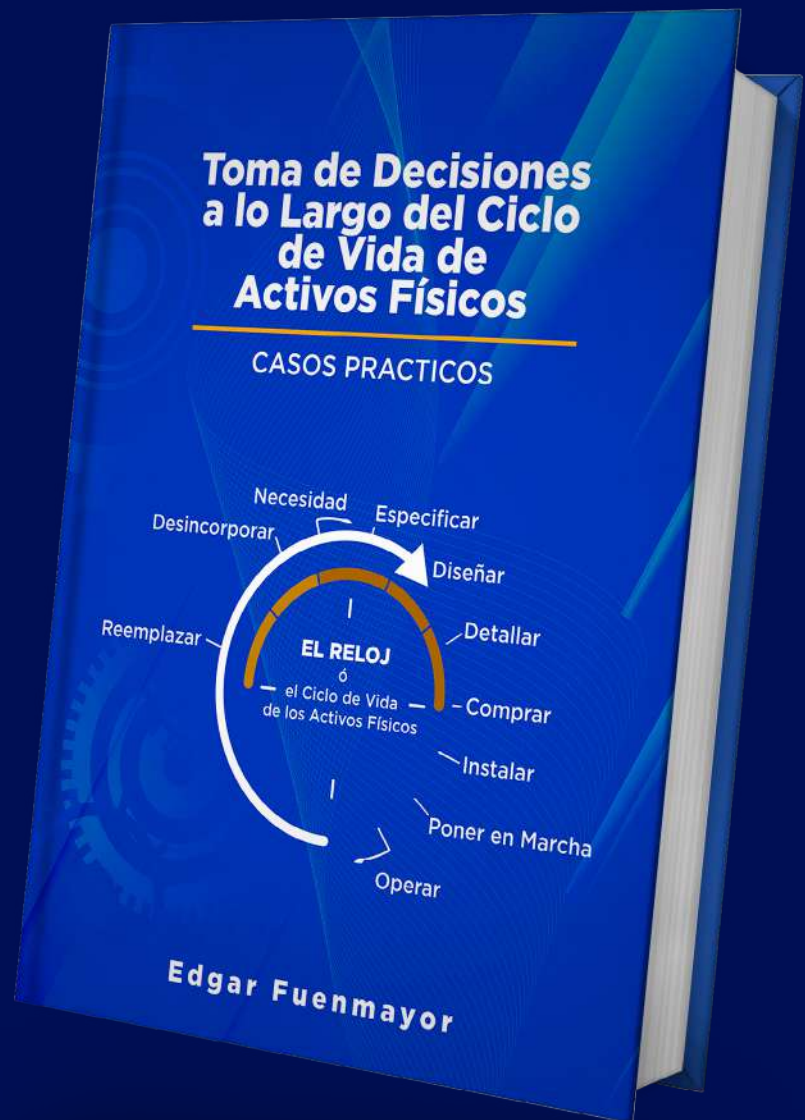 Toma de Decisiones
a lo Largo del Ciclo
de Vida de
Activos Físicos
CASOS PRACTICOS
Necesidad
Especificar
Desincorporar
Diseñar
Reemplazar
Detallar
EL RELOJ
ó
el Ciclo de Vida
de los Activos Físicos
Comprar
Instalar
Poner en Marcha
Operar
Edgar Fuenmayor